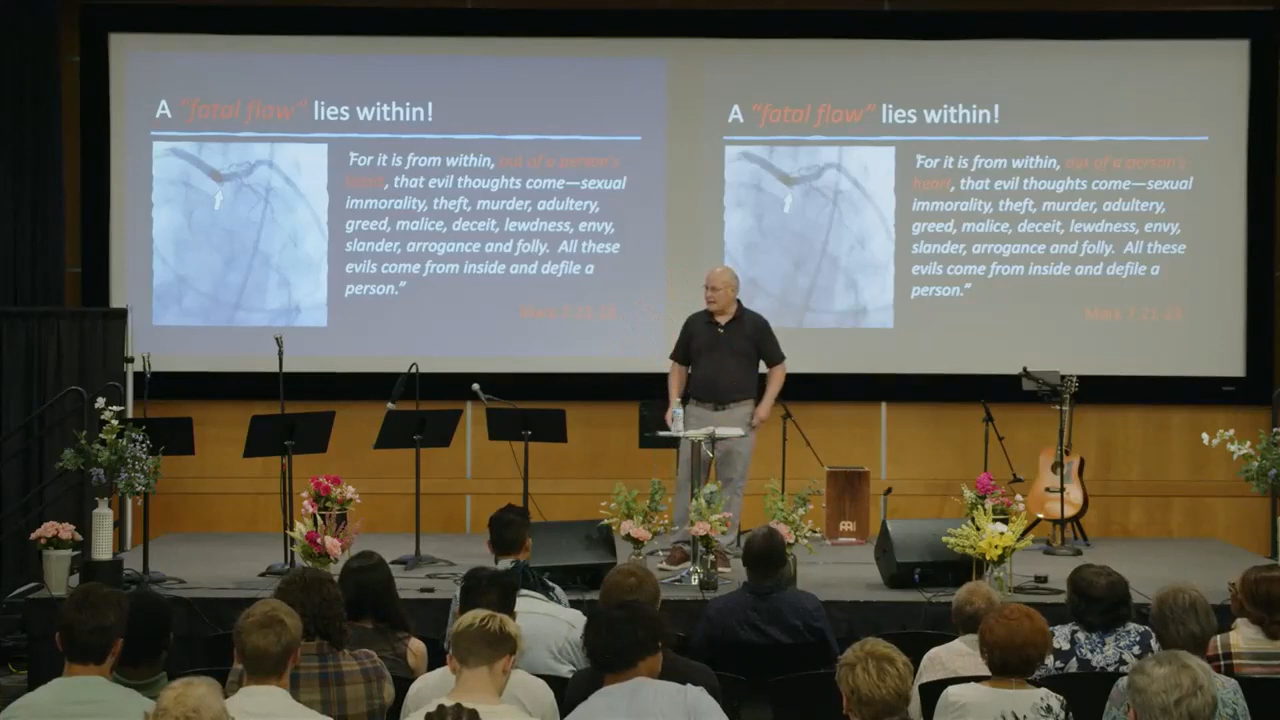 A "fatal flaw" lies within!
"For it is from within, out of a person's
heart, that evil thoughts come—sexual
immorality, theft, murder, adultery,
greed, malice, deceit, lewdness, envy,
slander, arrogance and folly. All these
evils come from inside and defile a
person."
A "fatal flaw" lies within!
"For it is from within, out of a person's
heart, that evil thoughts come—sexual
immorality, theft, murder, adultery,
greed, malice, deceit, lewdness, envy,
slander, arrogance and folly. All these
evils come from inside and defile a
person."
Mark 7:21-23